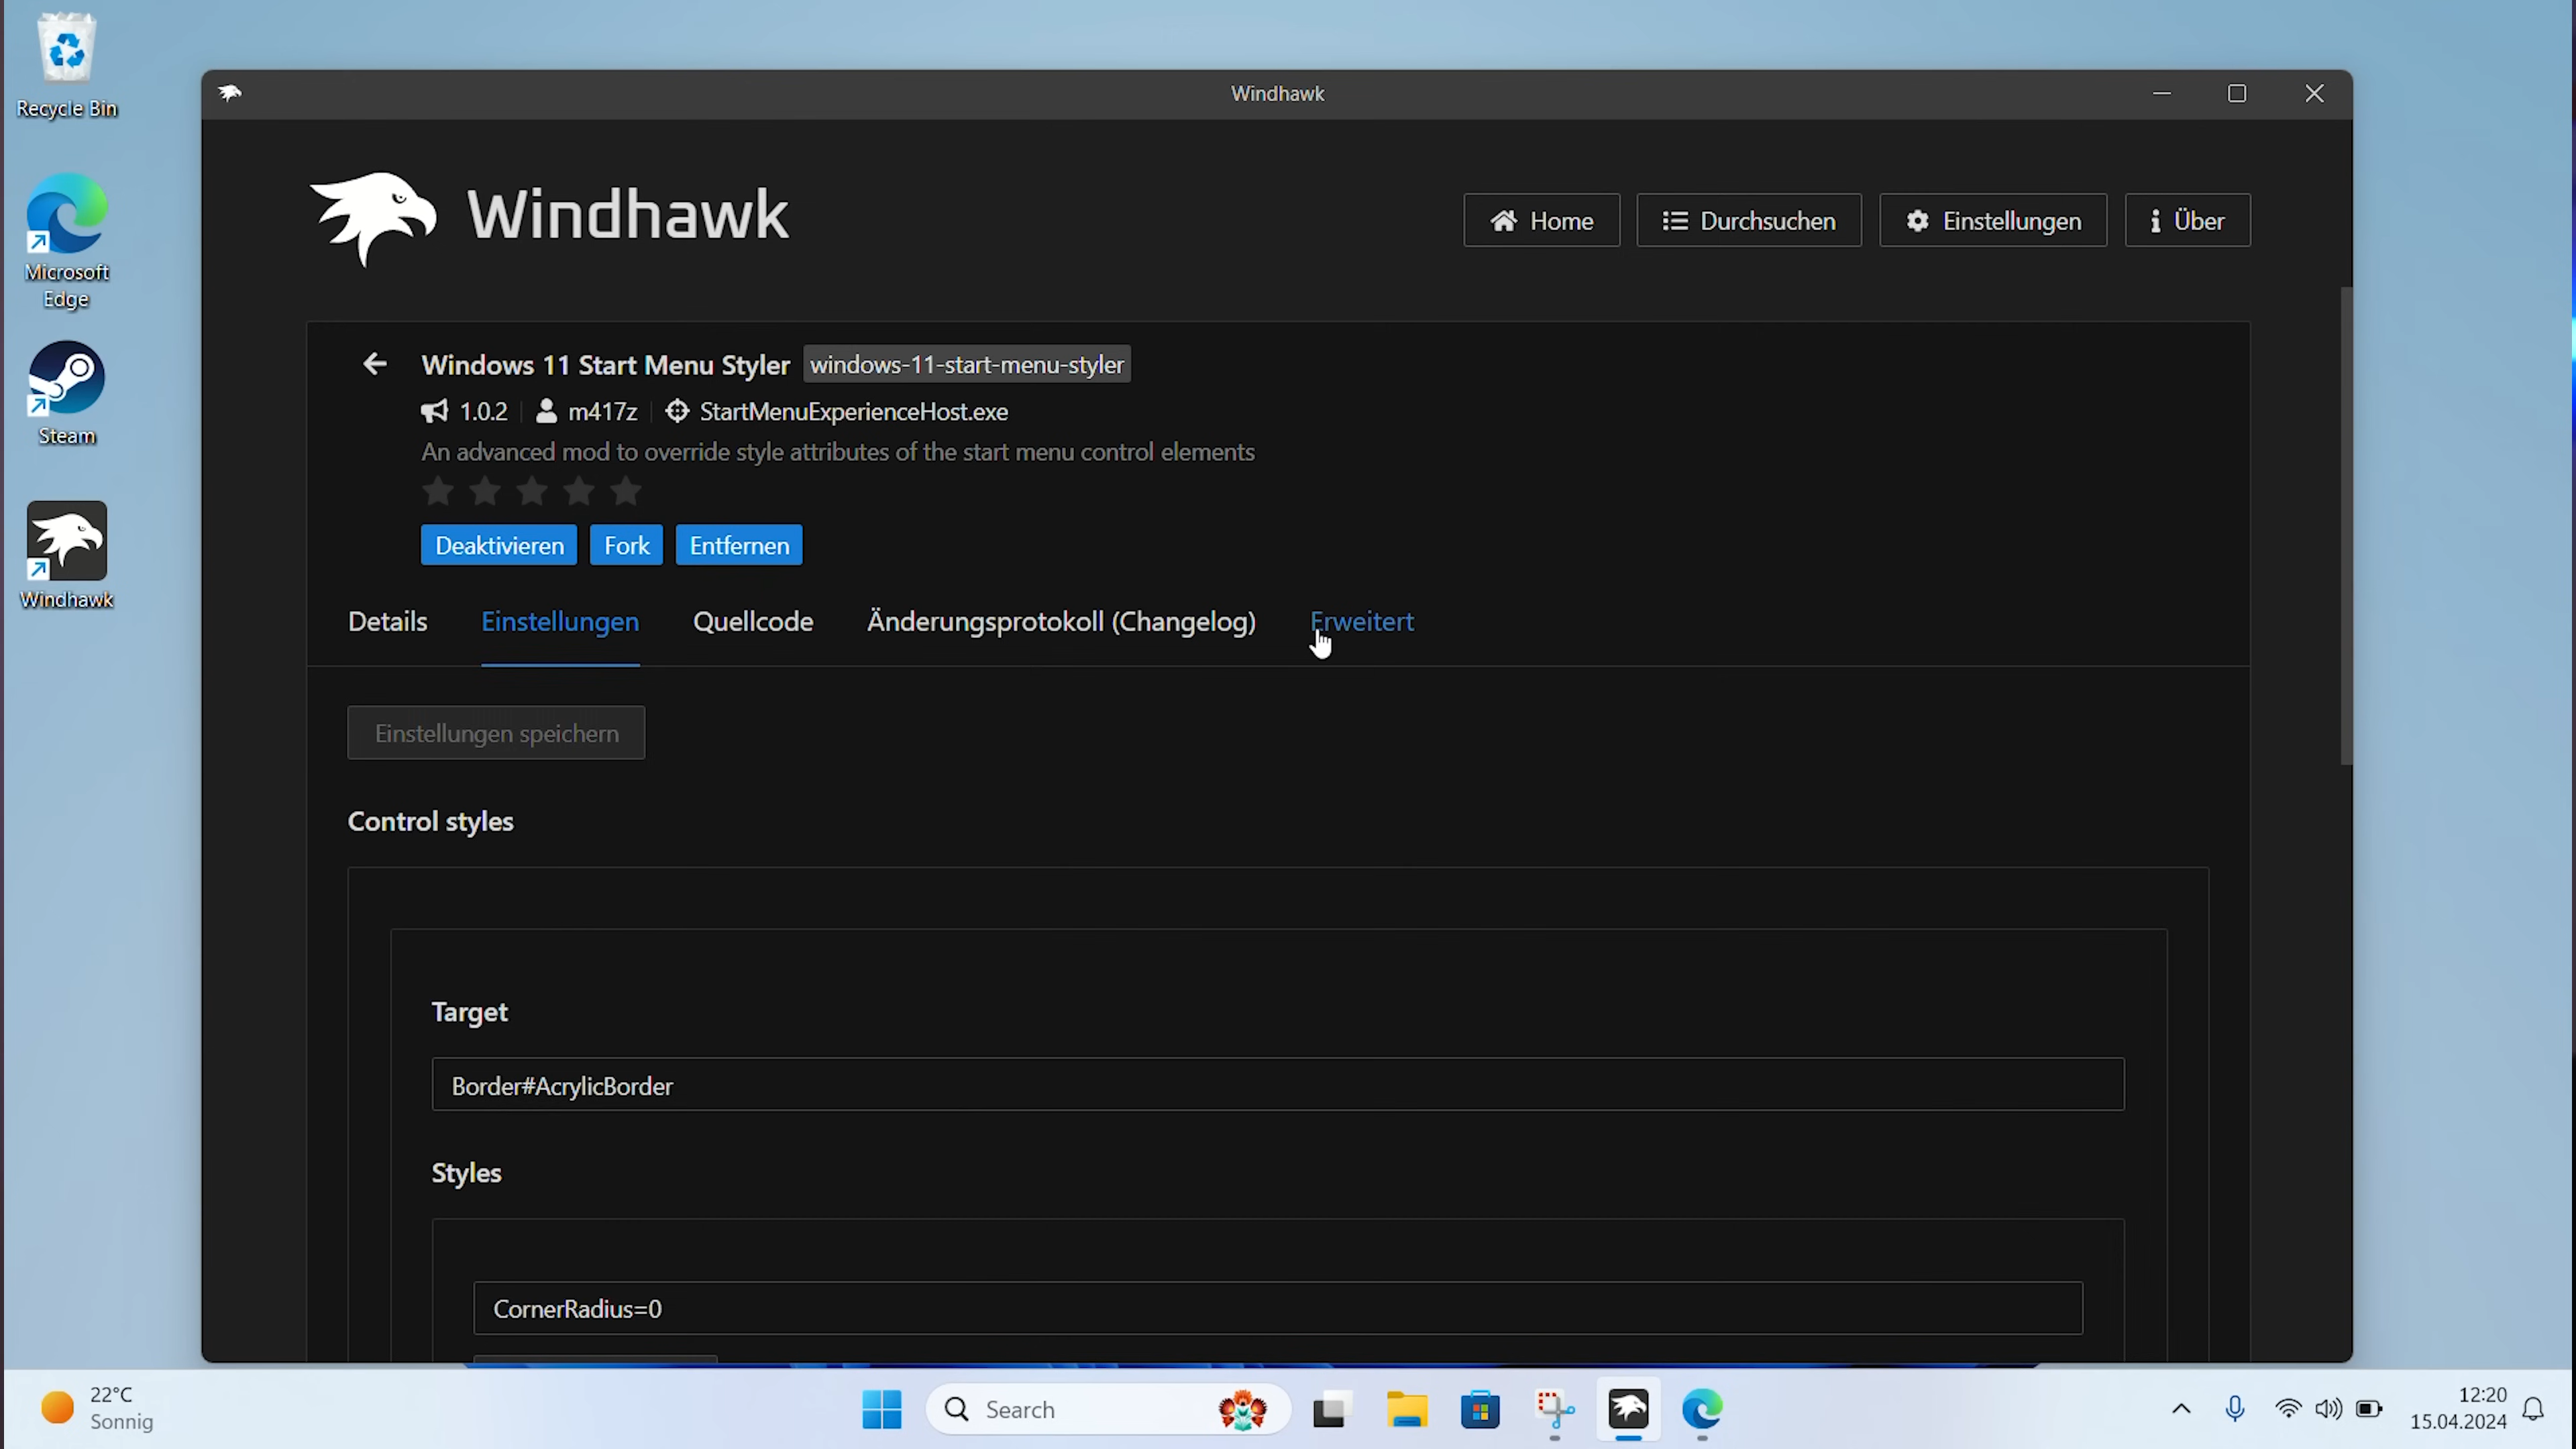 Recycle Bin
Microsoft
Edge
Steam
Windhawk
Windhawk
Windhawk
Home
Durchsuchen
Einstellungen
Über
Windows 11 Start Menu Styler windows-11-start-menu-styler
1.0.2 m417z StartMenuExperienceHost.exe
An advanced mod to override style attributes of the start menu control elements
Deaktivieren Fork Entfernen
Details Einstellungen Quellcode Änderungsprotokoll (Changelog) Erweitert
Einstellungen speichern
Control styles
Target
Border#AcrylicBorder
Styles
CornerRadius=0
22°C
Sonnig
Search
12:20
15.04.2024